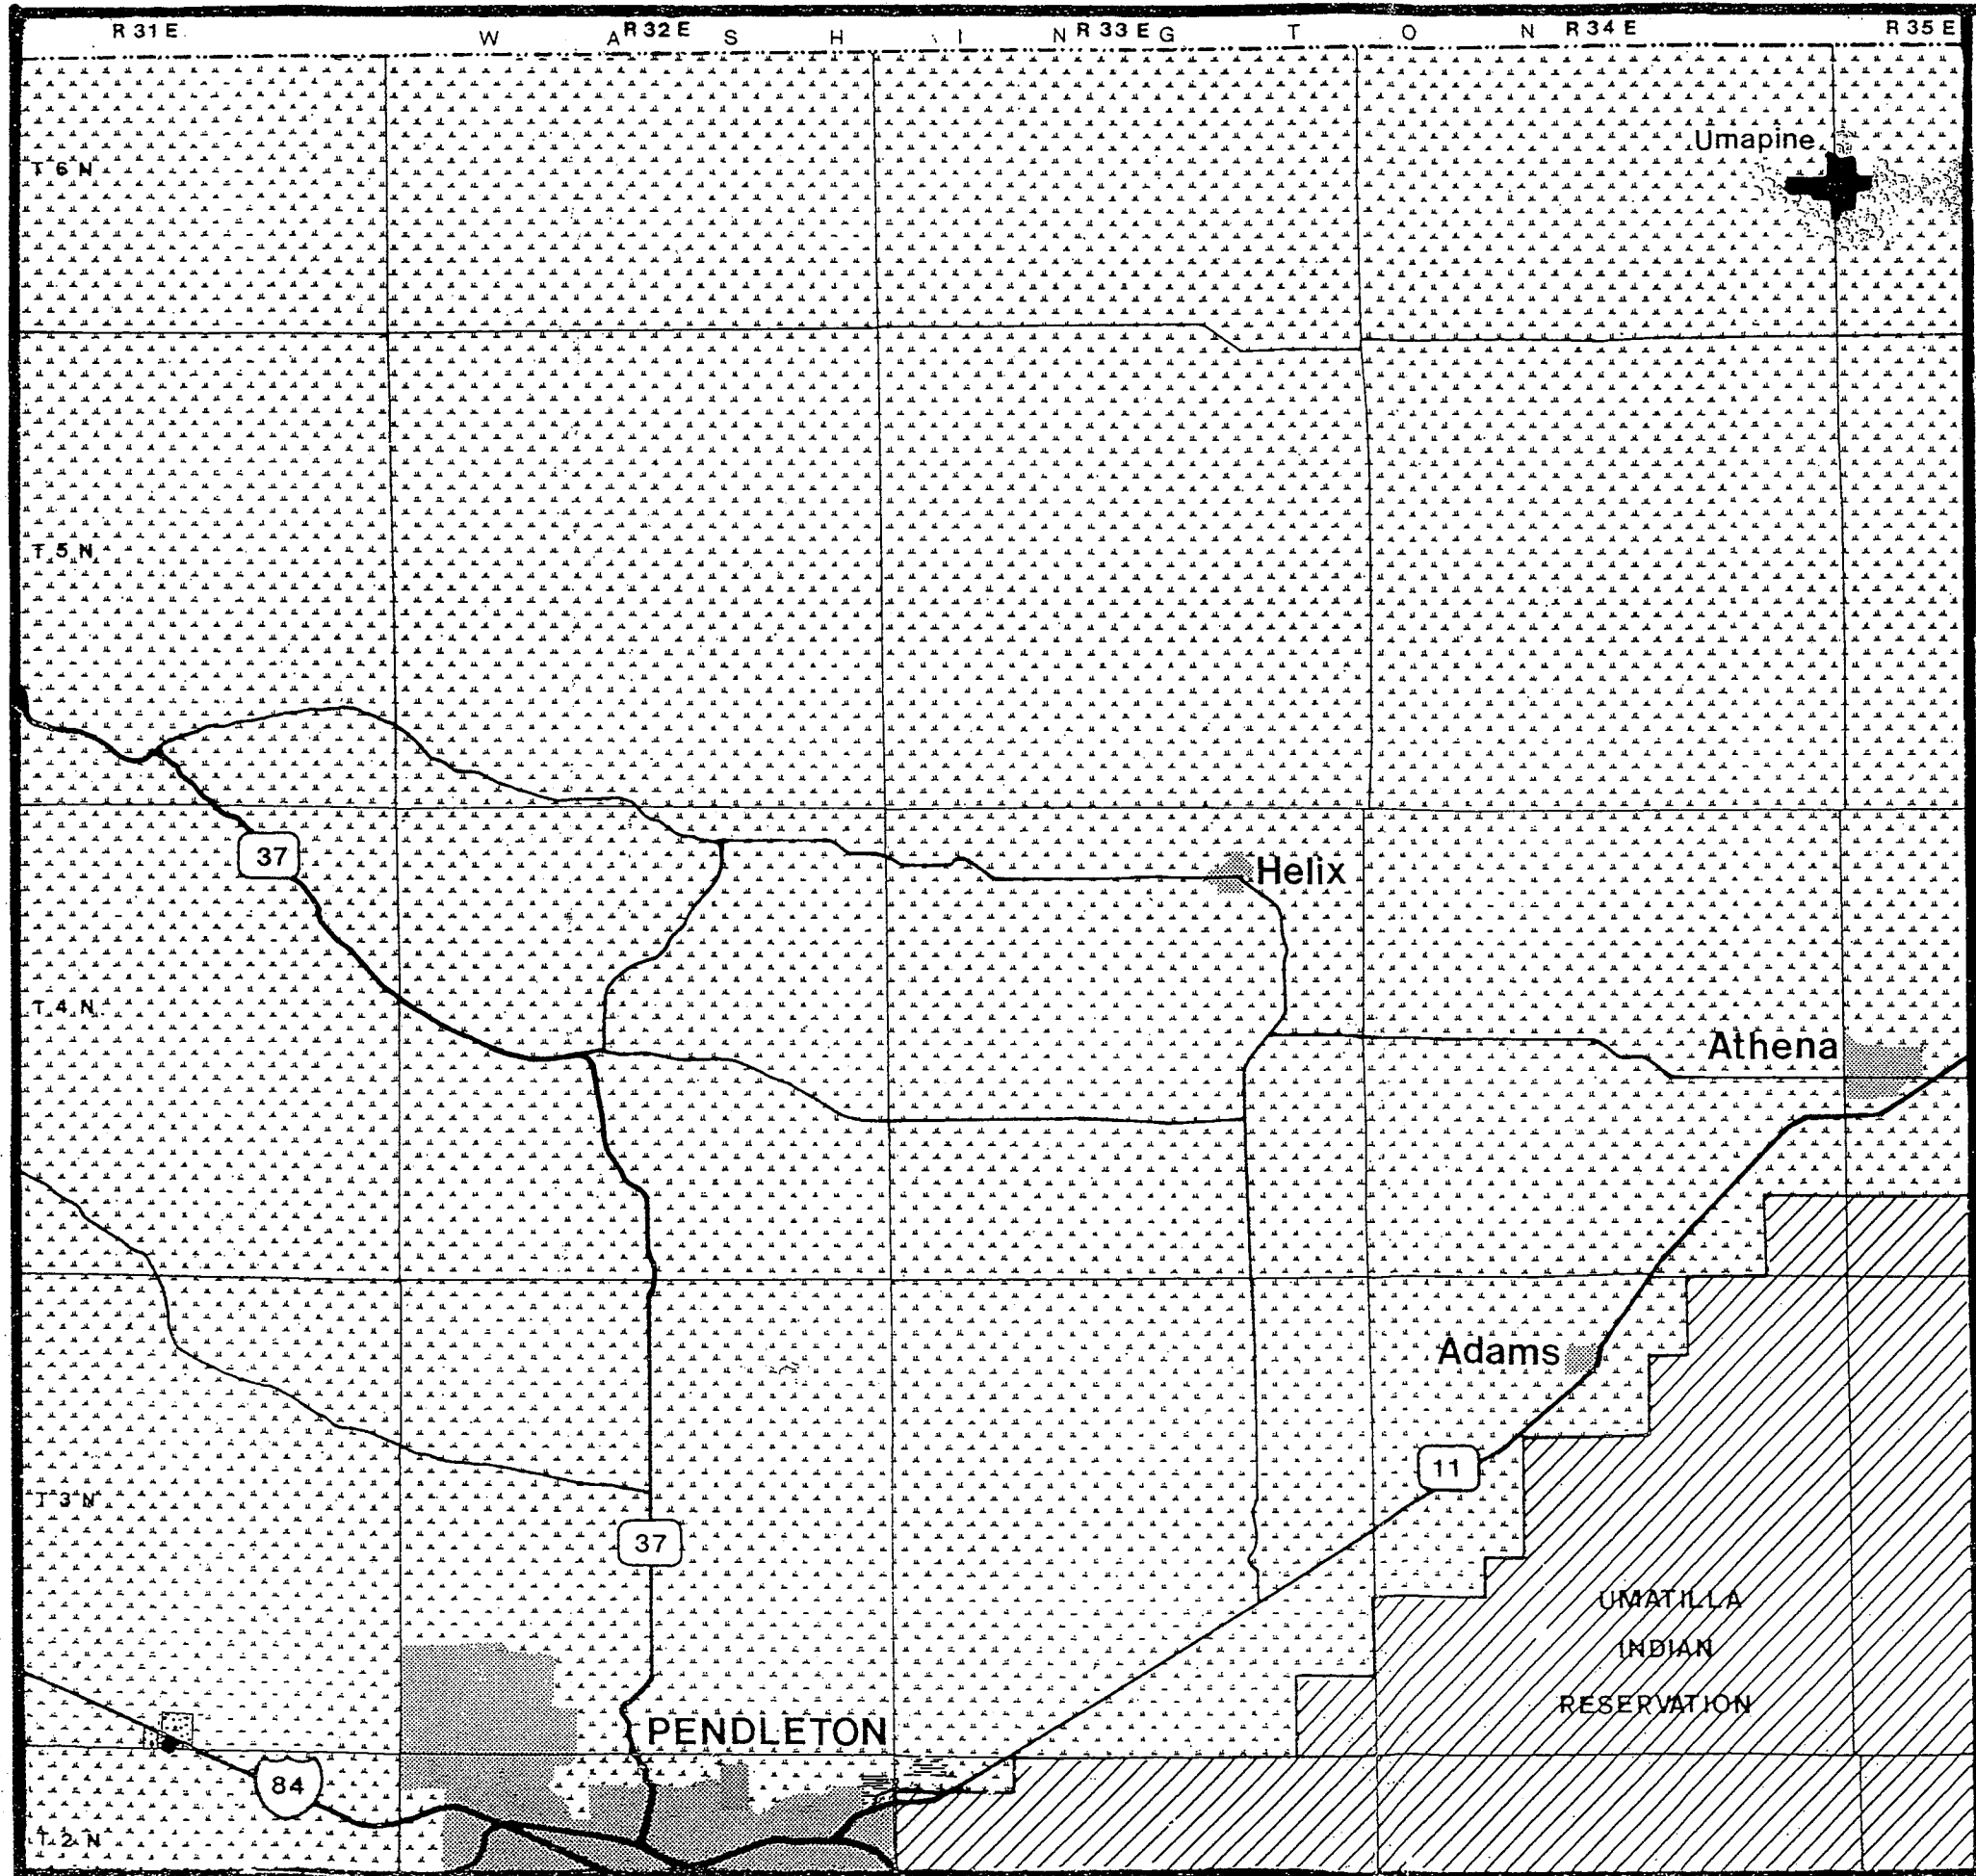 R 31 E R 32 E R 33 E R 34 E R 35 E
W A S H I N G T O N
Umapine
T 6 N
T 5 N
37
Helix
T 4 N
Athena
Adams
11
T 3 N
37
UMATILLA
INDIAN
RESERVATION
PENDLETON
84
T 2 N